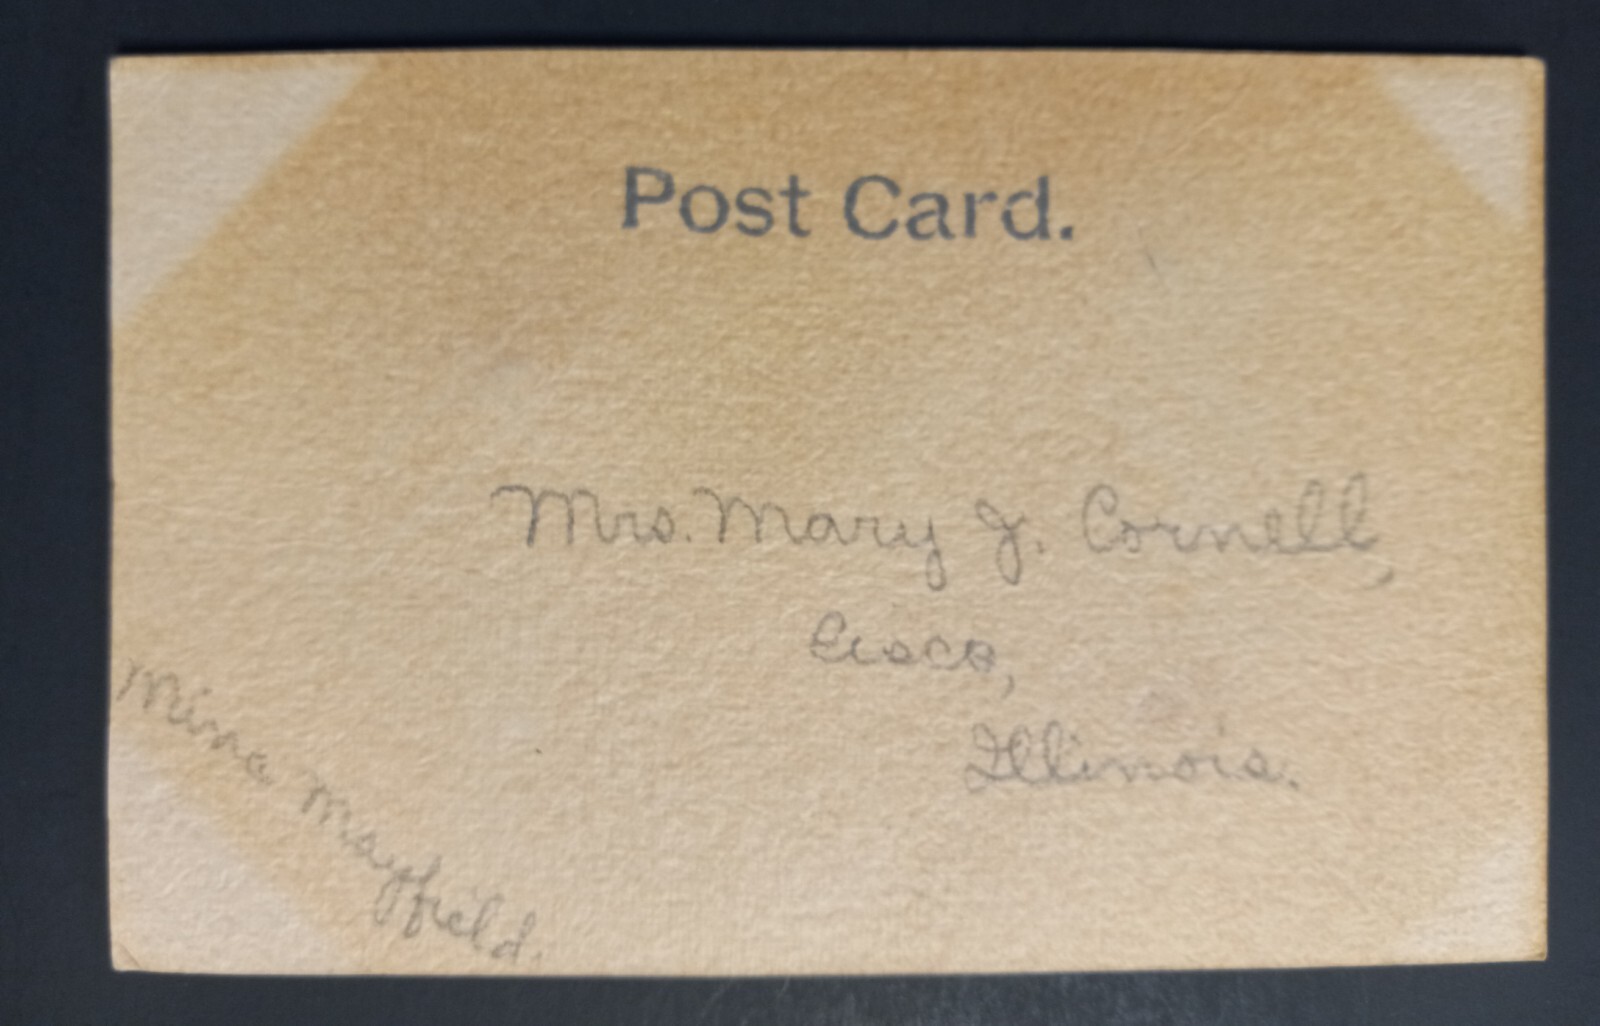 Post Card.
Mrs. Mary J. Cornell,
Cisco,
Illinois.
Mina Mayfield.